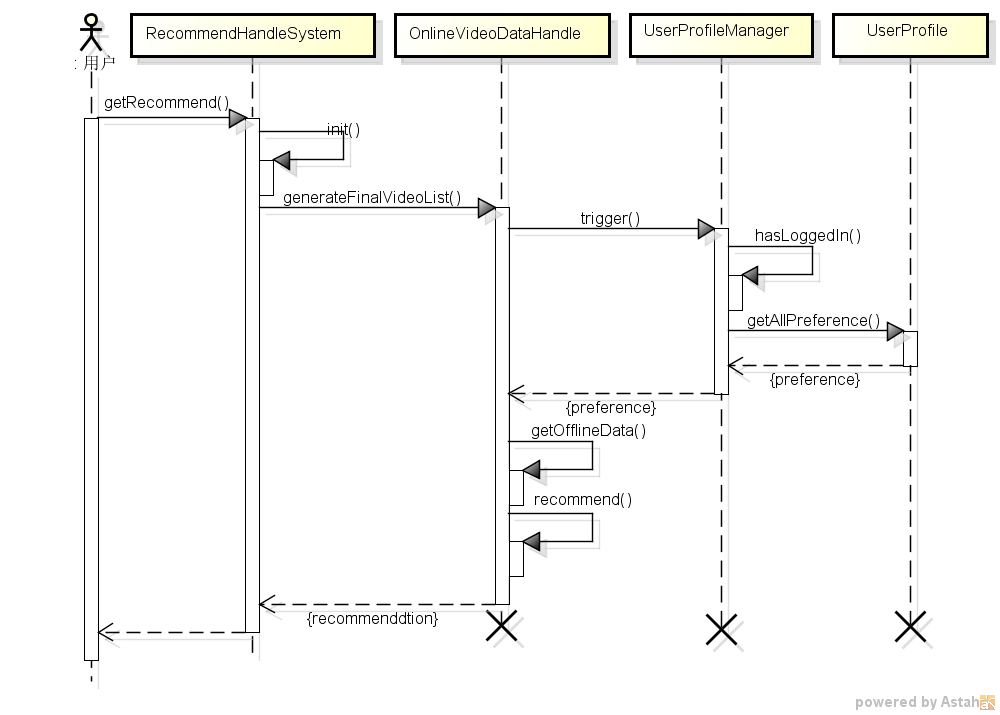 RecommendHandleSystem
OnlineVideoDataHandle
UserProfileManager
UserProfile
: 用户
getRecommend()
init()
generateFinalVideoList()
trigger()
hasLoggedIn()
getAllPreference()
{preference}
{preference}
getOfflineData()
recommend()
{recommenddtion}
powered by Astah